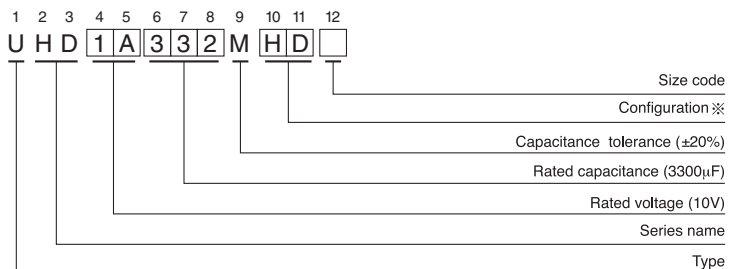 1 2 3 4 5 6 7 8 9 10 11 12
U H D 1 A 3 3 2 M H D
Size code
Configuration※
Capacitance tolerance (±20%)
Rated capacitance (3300μF)
Rated voltage (10V)
Series name
Type